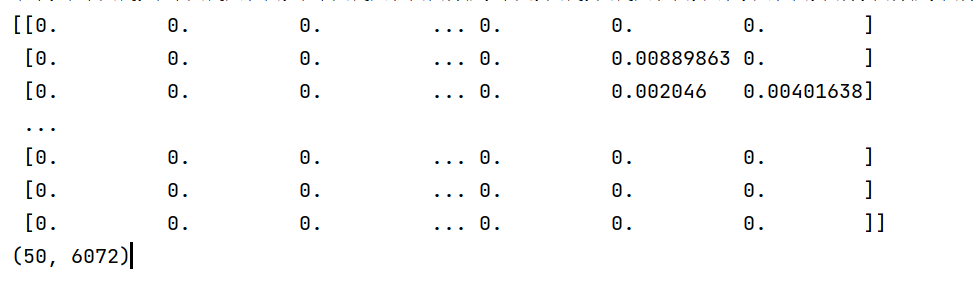 [[0.         0.         0.         ... 0.         0.         0.        ]
 [0.         0.         0.         ... 0.         0.00889863 0.        ]
 [0.         0.         0.         ... 0.         0.002046   0.00401638]
 ...
 [0.         0.         0.         ... 0.         0.         0.        ]
 [0.         0.         0.         ... 0.         0.         0.        ]
 [0.         0.         0.         ... 0.         0.         0.        ]]
(50, 6072)